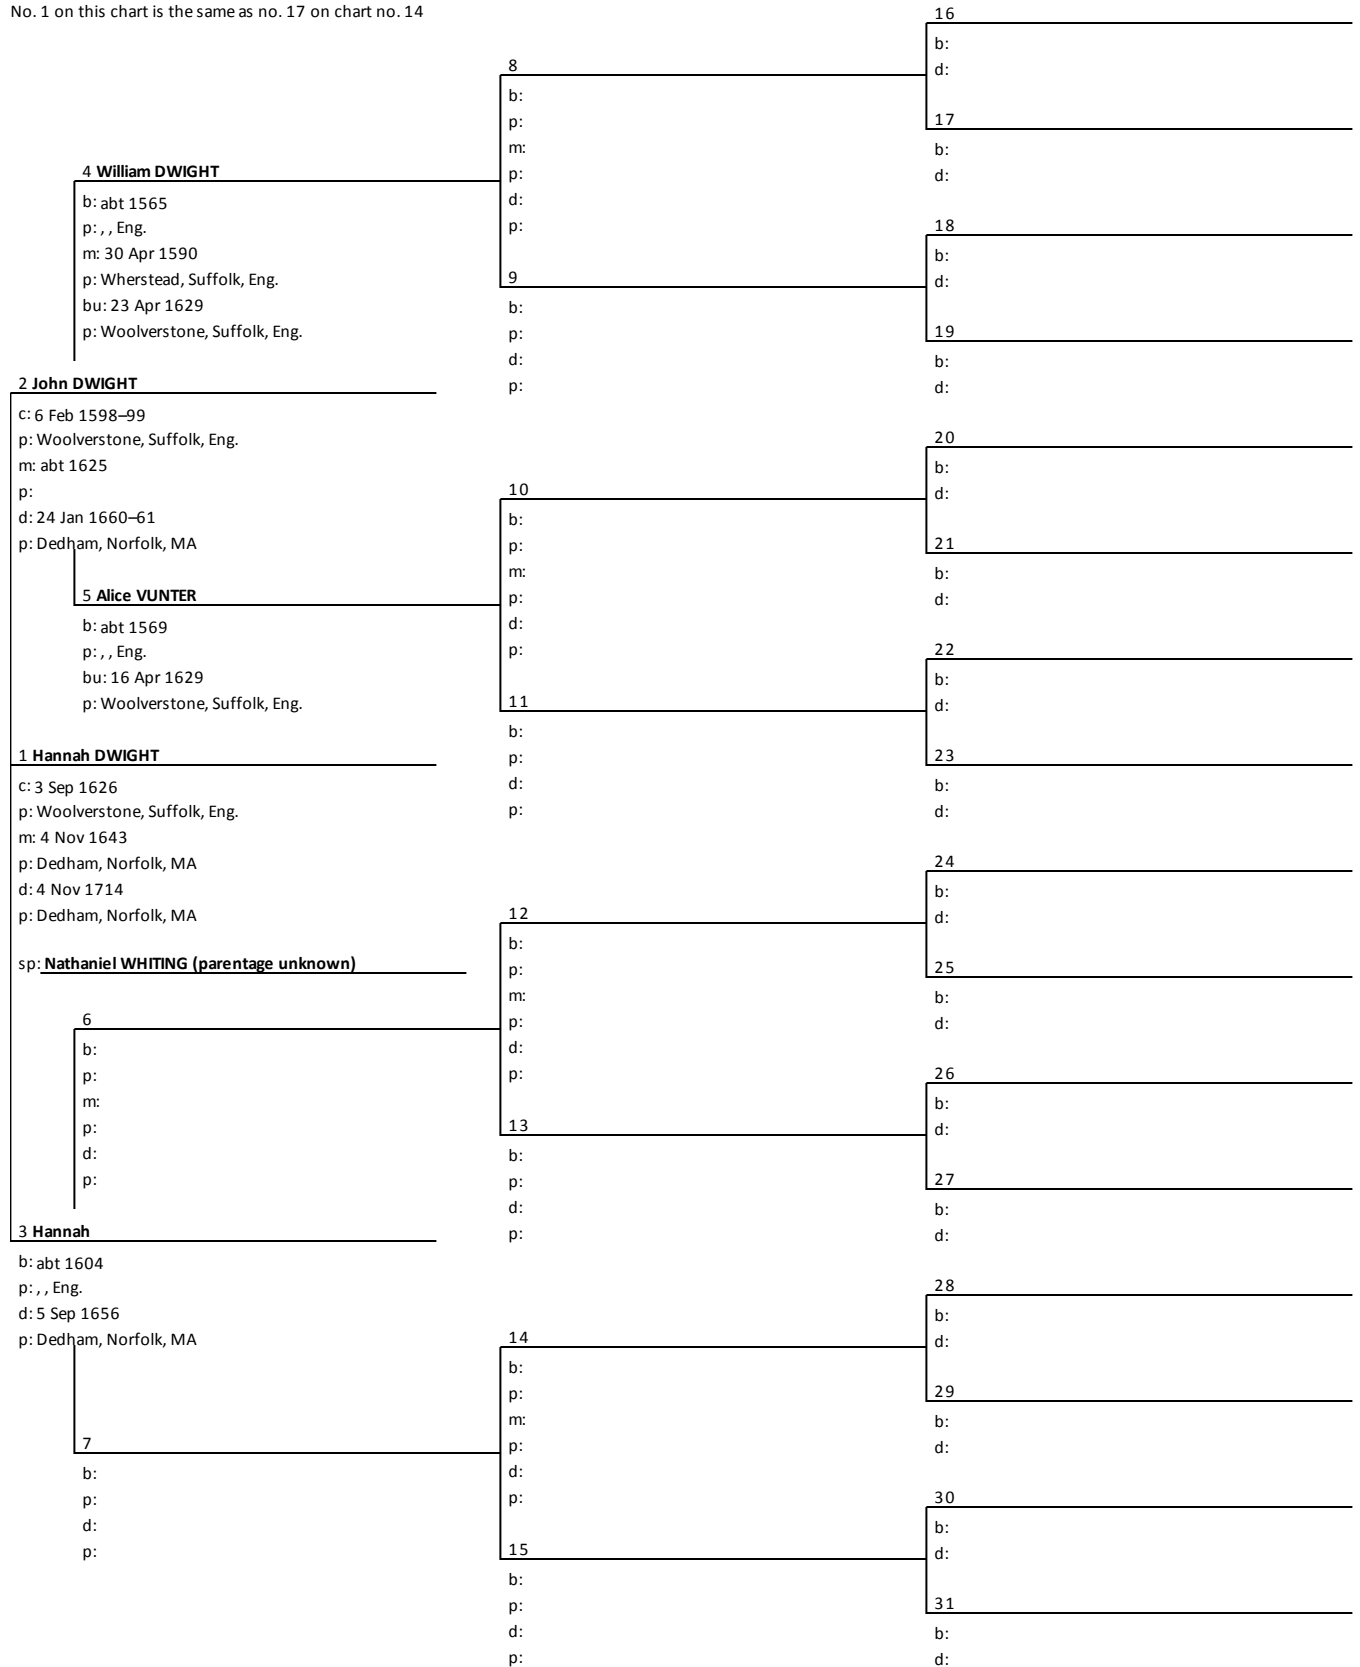 No. 1 on this chart is the same as no. 17 on chart no. 14
4 William DWIGHT
b: abt 1565
p: , , Eng.
m: 30 Apr 1590
p: Wherstead, Suffolk, Eng.
bu: 23 Apr 1629
p: Woolverstone, Suffolk, Eng.
2 John DWIGHT
c: 6 Feb 1598–99
p: Woolverstone, Suffolk, Eng.
m: abt 1625
p:
d: 24 Jan 1660–61
p: Dedham, Norfolk, MA
5 Alice VUNTER
b: abt 1569
p: , , Eng.
bu: 16 Apr 1629
p: Woolverstone, Suffolk, Eng.
1 Hannah DWIGHT
c: 3 Sep 1626
p: Woolverstone, Suffolk, Eng.
m: 4 Nov 1643
p: Dedham, Norfolk, MA
d: 4 Nov 1714
p: Dedham, Norfolk, MA
sp: Nathaniel WHITING (parentage unknown)
6
b:
p:
m:
p:
d:
p:
3 Hannah
b: abt 1604
p: , , Eng.
d: 5 Sep 1656
p: Dedham, Norfolk, MA
7
b:
p:
d:
p:
8
b:
p:
m:
p:
d:
p:
9
b:
p:
d:
p:
10
b:
p:
m:
p:
d:
p:
11
b:
p:
d:
p:
12
b:
p:
m:
p:
d:
p:
13
b:
p:
d:
p:
14
b:
p:
m:
p:
d:
p:
15
b:
p:
d:
p:
16
b:
d:
17
b:
d:
18
b:
d:
19
b:
d:
20
b:
d:
21
b:
d:
22
b:
d:
23
b:
d:
24
b:
d:
25
b:
d:
26
b:
d:
27
b:
d:
28
b:
d:
29
b:
d:
30
b:
d:
31
b:
d: